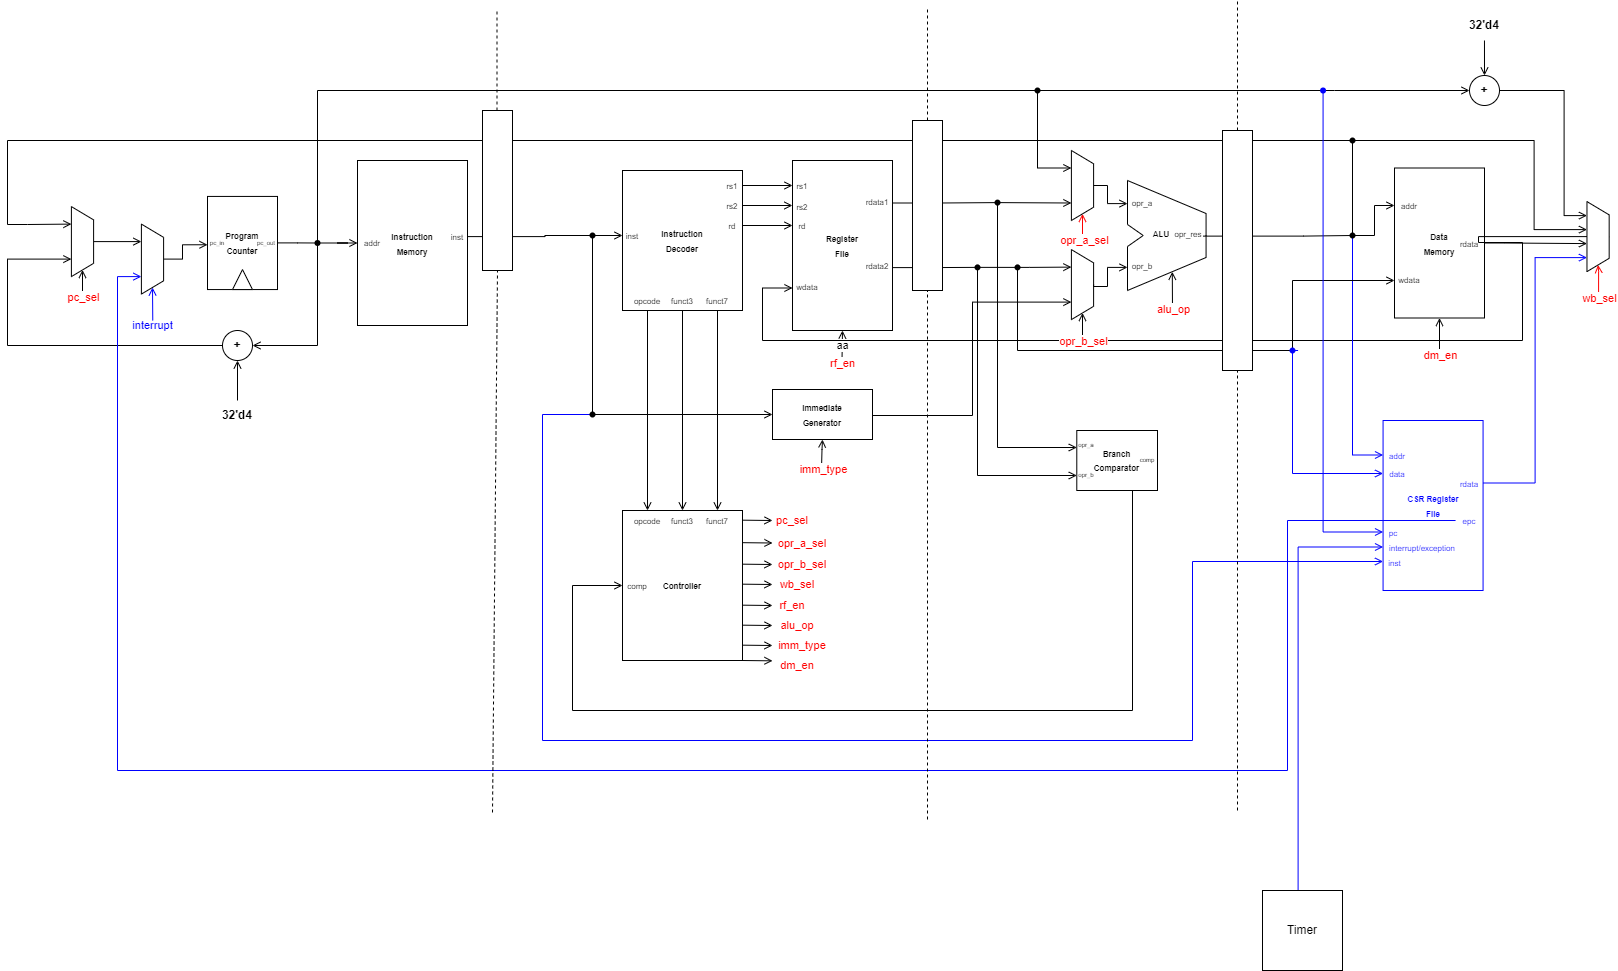 32'd4
+
Program
Counter
pc_in
pc_out
pc_sel
interrupt
+
32'd4
addr
Instruction
Memory
inst
inst
Instruction
Decoder
rs1
rs2
rd
opcode
funct3
funct7
rs1
rs2
rd
wdata
Register
File
rdata1
rdata2
aa
rf_en
Immediate
Generator
imm_type
opcode
funct3
funct7
comp
Controller
pc_sel
opr_a_sel
opr_b_sel
wb_sel
rf_en
alu_op
imm_type
dm_en
opr_a_sel
opr_b_sel
opr_a
opr_b
ALU
opr_res
alu_op
opr_a
opr_b
Branch
Comparator
comp
addr
wdata
Data
Memory
rdata
dm_en
wb_sel
addr
data
rdata
CSR Register
File
epc
pc
interrupt/exception
inst
Timer